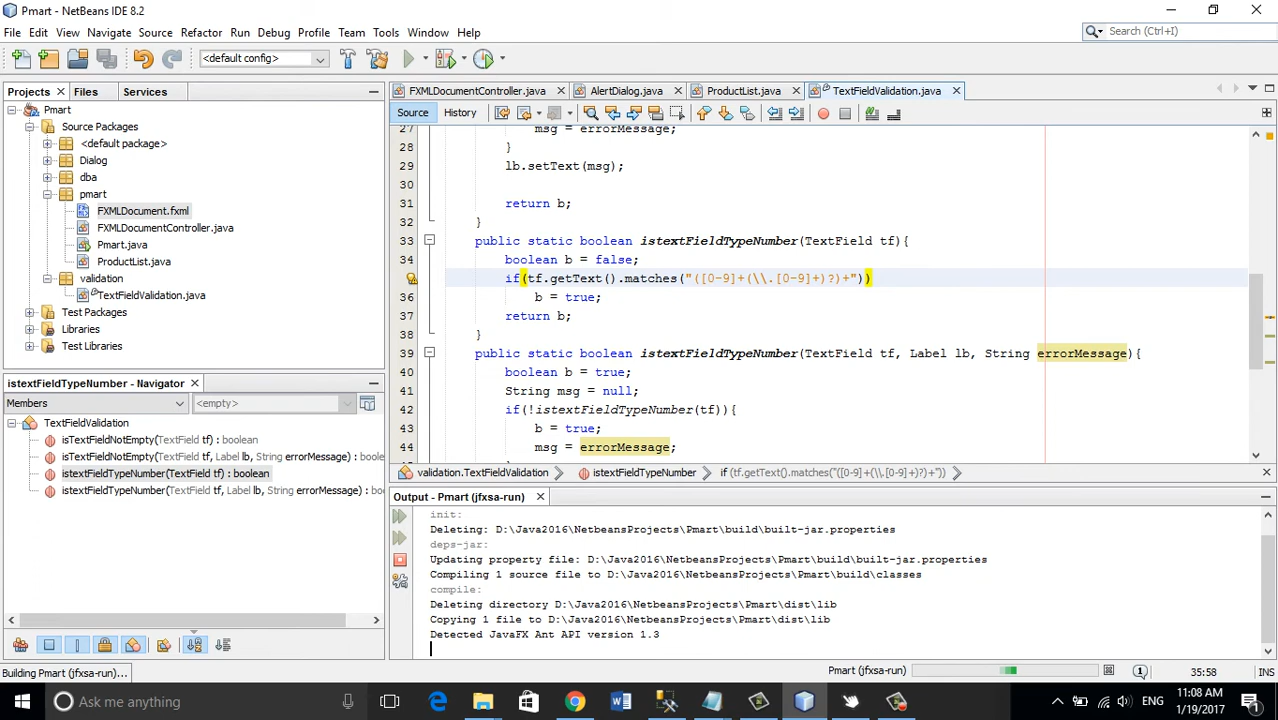 Pmart - NetBeans IDE 8.2
File Edit View Navigate Source Refactor Run Debug Profile Team Tools Window Help
Search (Ctrl+I)
<default config>
Projects Files Services
FXMLDocumentController.java AlertDialog.java ProductList.java TextFieldValidation.java
Source History
Pmart
Source Packages
<default package>
Dialog
dba
pmart
FXMLDocument.fxml
FXMLDocumentController.java
Pmart.java
ProductList.java
validation
TextFieldValidation.java
Test Packages
Libraries
Test Libraries
27 msg = errorMessage;
28 }
29 lb.setText(msg);
30
31 return b;
32 }
33 public static boolean istextFieldTypeNumber(TextField tf){
34 boolean b = false;
if(tf.getText().matches("([0-9]+(\\.[0-9]+)?)+"))
36 b = true;
37 return b;
38 }
39 public static boolean istextFieldTypeNumber(TextField tf, Label lb, String errorMessage){
40 boolean b = true;
41 String msg = null;
42 if(!istextFieldTypeNumber(tf)){
43 b = true;
44 msg = errorMessage;
validation.TextFieldValidation istextFieldTypeNumber if (tf.getText().matches("([0-9]+(\\.[0-9]+)?)+"))
istextFieldTypeNumber - Navigator
Members <empty>
TextFieldValidation
isTextFieldNotEmpty(TextField tf) : boolean
isTextFieldNotEmpty(TextField tf, Label lb, String errorMessage) : boolean
istextFieldTypeNumber(TextField tf) : boolean
istextFieldTypeNumber(TextField tf, Label lb, String errorMessage) : boo
Output - Pmart (jfxsa-run)
init:
Deleting: D:\Java2016\NetbeansProjects\Pmart\build\built-jar.properties
deps-jar:
Updating property file: D:\Java2016\NetbeansProjects\Pmart\build\built-jar.properties
Compiling 1 source file to D:\Java2016\NetbeansProjects\Pmart\build\classes
compile:
Deleting directory D:\Java2016\NetbeansProjects\Pmart\dist\lib
Copying 1 file to D:\Java2016\NetbeansProjects\Pmart\dist\lib
Detected JavaFX Ant API version 1.3
Building Pmart (jfxsa-run)... Pmart (jfxsa-run) 1 35:58 INS
Ask me anything
ENG
11:08 AM
1/19/2017